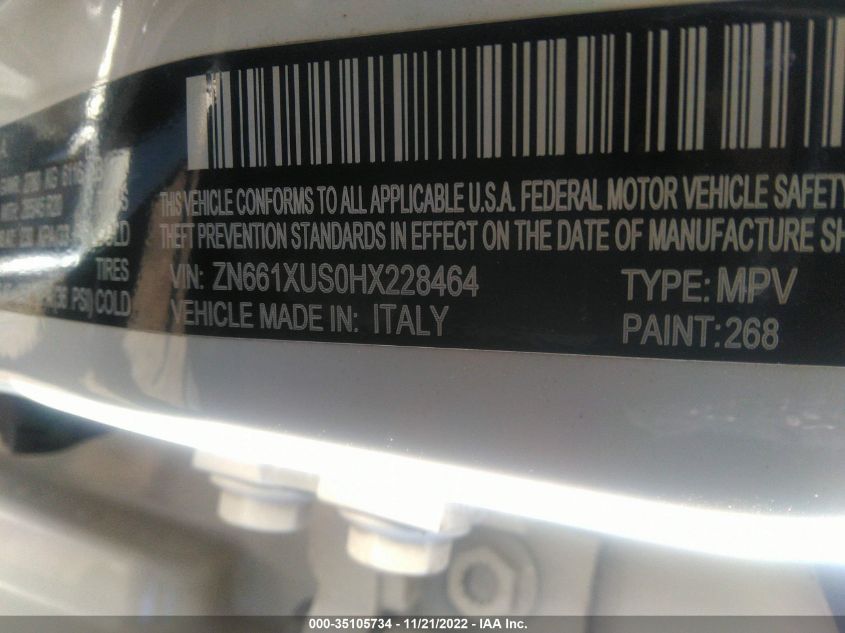 THIS VEHICLE CONFORMS TO ALL APPLICABLE U.S.A. FEDERAL MOTOR VEHICLE SAFETY
THEFT PREVENTION STANDARDS IN EFFECT ON THE DATE OF MANUFACTURE SH
TIRES
VIN: ZN661XUS0HX228464 TYPE: MPV
PSI) COLD
VEHICLE MADE IN: ITALY PAINT: 268
000-35105734 - 11/21/2022 - IAA Inc.